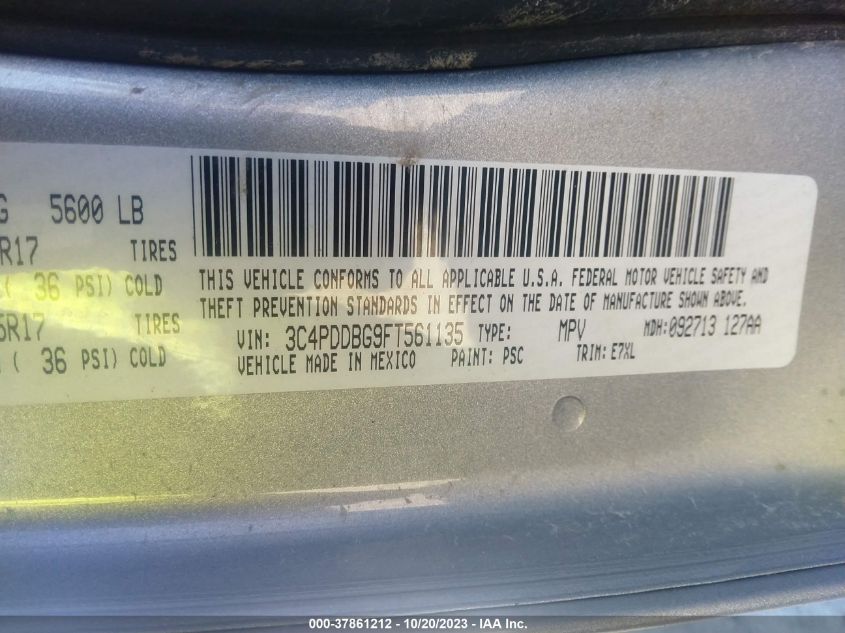 G 5600 LB
R17 TIRES
( 36 PSI) COLD
5R17 TIRES
( 36 PSI) COLD
THIS VEHICLE CONFORMS TO ALL APPLICABLE U.S.A. FEDERAL MOTOR VEHICLE SAFETY AND
THEFT PREVENTION STANDARDS IN EFFECT ON THE DATE OF MANUFACTURE SHOWN ABOVE.
VIN: 3C4PDDBG9FT561135 TYPE: MPV MDH:092713 127AA
VEHICLE MADE IN MEXICO PAINT: PSC TRIM: E7XL
000-37861212 - 10/20/2023 - IAA Inc.